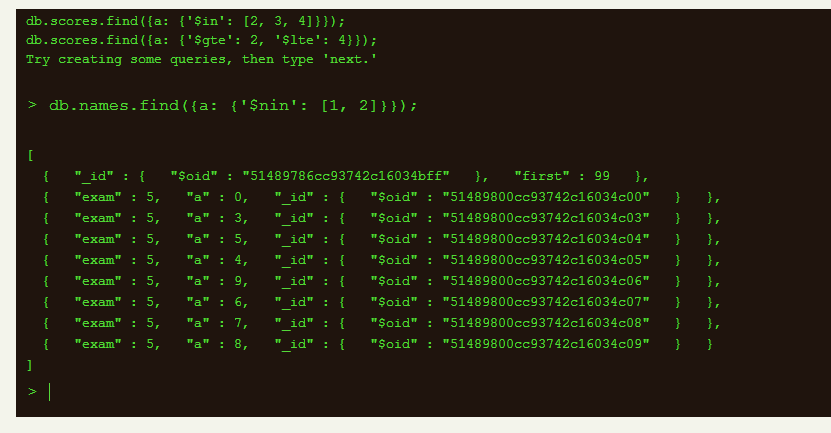 db.scores.find({a: {'$in': [2, 3, 4]}});
db.scores.find({a: {'$gte': 2, '$lte': 4}});
Try creating some queries, then type 'next.'
> db.names.find({a: {'$nin': [1, 2]}});
[
{ "_id" : { "$oid" : "51489786cc93742c16034bff" }, "first" : 99 },
{ "exam" : 5, "a" : 0, "_id" : { "$oid" : "51489800cc93742c16034c00" } },
{ "exam" : 5, "a" : 3, "_id" : { "$oid" : "51489800cc93742c16034c03" } },
{ "exam" : 5, "a" : 5, "_id" : { "$oid" : "51489800cc93742c16034c04" } },
{ "exam" : 5, "a" : 4, "_id" : { "$oid" : "51489800cc93742c16034c05" } },
{ "exam" : 5, "a" : 9, "_id" : { "$oid" : "51489800cc93742c16034c06" } },
{ "exam" : 5, "a" : 6, "_id" : { "$oid" : "51489800cc93742c16034c07" } },
{ "exam" : 5, "a" : 7, "_id" : { "$oid" : "51489800cc93742c16034c08" } },
{ "exam" : 5, "a" : 8, "_id" : { "$oid" : "51489800cc93742c16034c09" } }
]
>